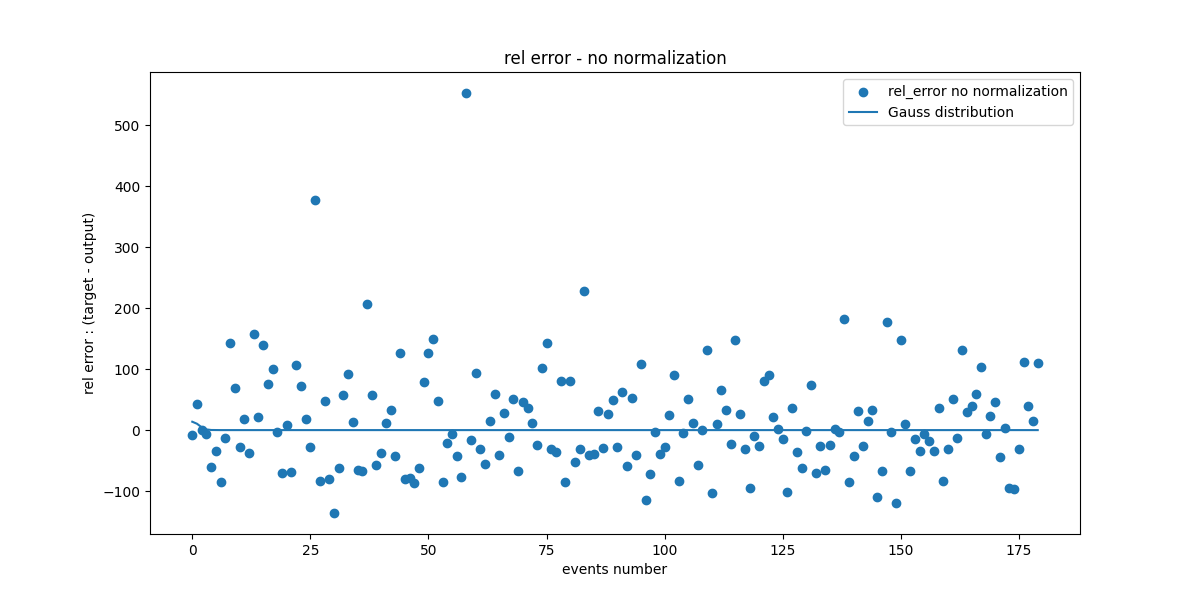 rel error - no normalization
rel_error no normalization
Gauss distribution
500
400
300
200
100
0
−100
rel error : (target - output)
0 25 50 75 100 125 150 175
events number